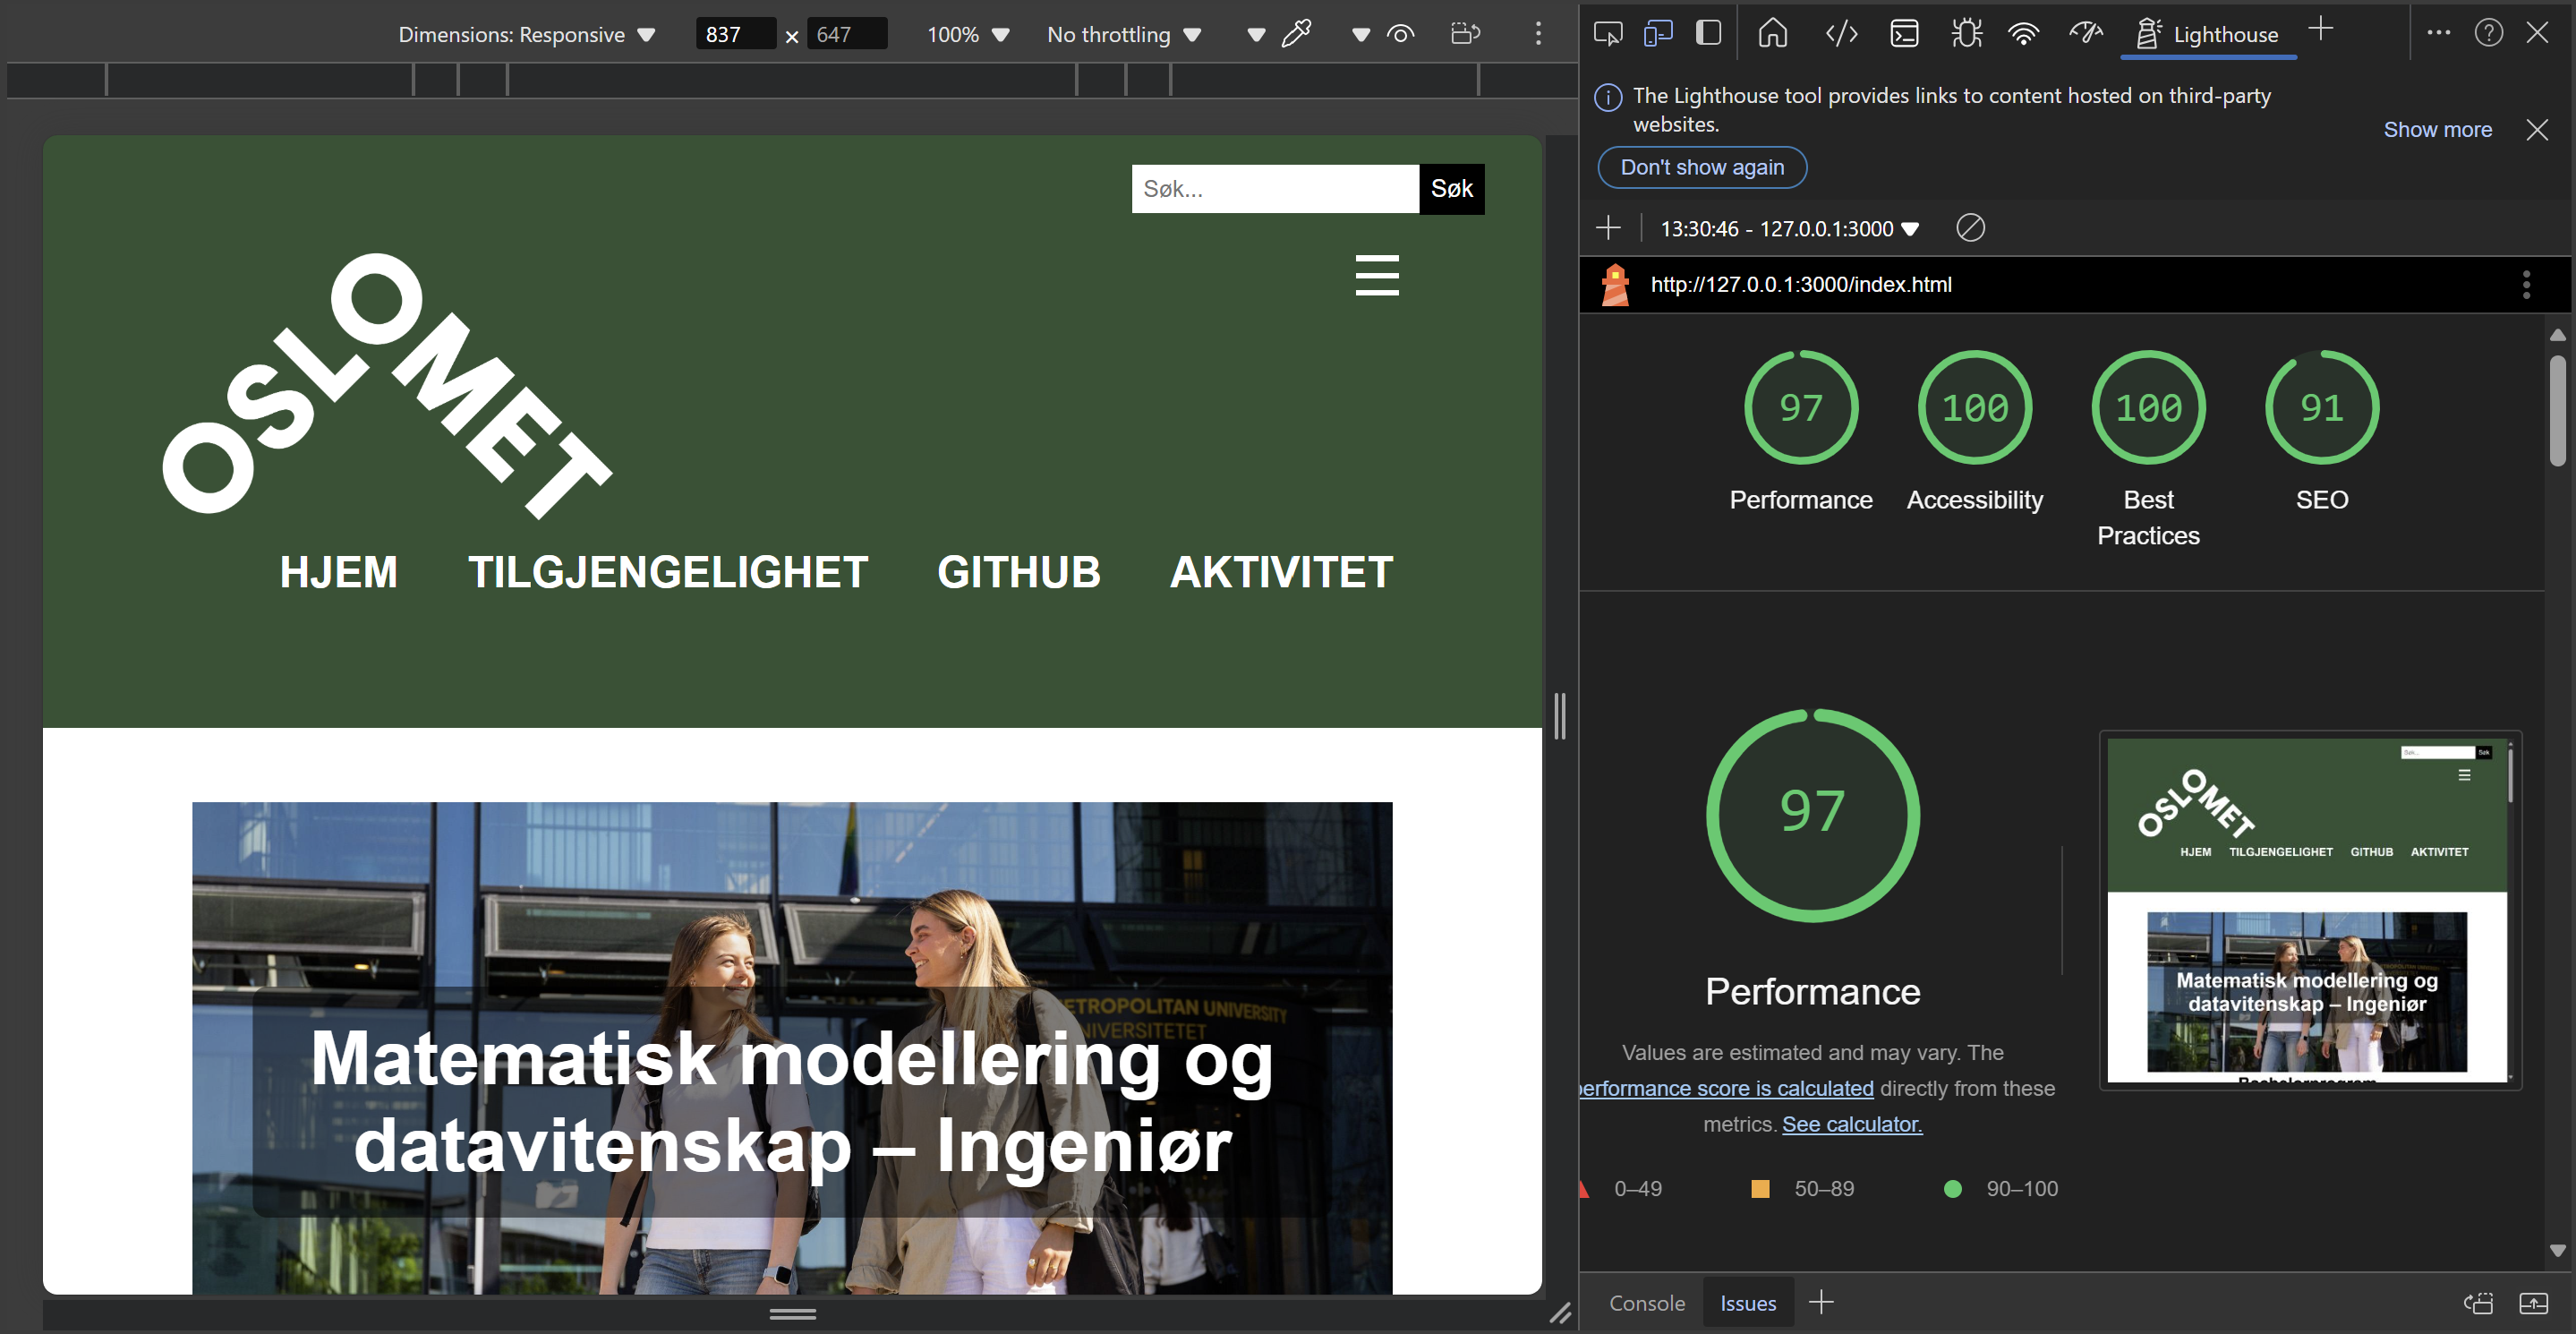 Dimensions: Responsive 837 × 647 100% No throttling
Søk... Søk
OSLOMET
HJEM TILGJENGELIGHET GITHUB AKTIVITET
ETROPOLITAN UNIVERSITY
NIVERSITETET
Matematisk modellering og
datavitenskap – Ingeniør
Lighthouse
The Lighthouse tool provides links to content hosted on third-party
websites.
Show more
Don't show again
13:30:46 - 127.0.0.1:3000
http://127.0.0.1:3000/index.html
97 100 100 91
Performance Accessibility Best SEO
Practices
97
Performance
Values are estimated and may vary. The
performance score is calculated directly from these
metrics. See calculator.
0–49 50–89 90–100
Søk... Søk
OSLOMET
HJEM TILGJENGELIGHET GITHUB AKTIVITET
Matematisk modellering og
datavitenskap – Ingeniør
Console Issues